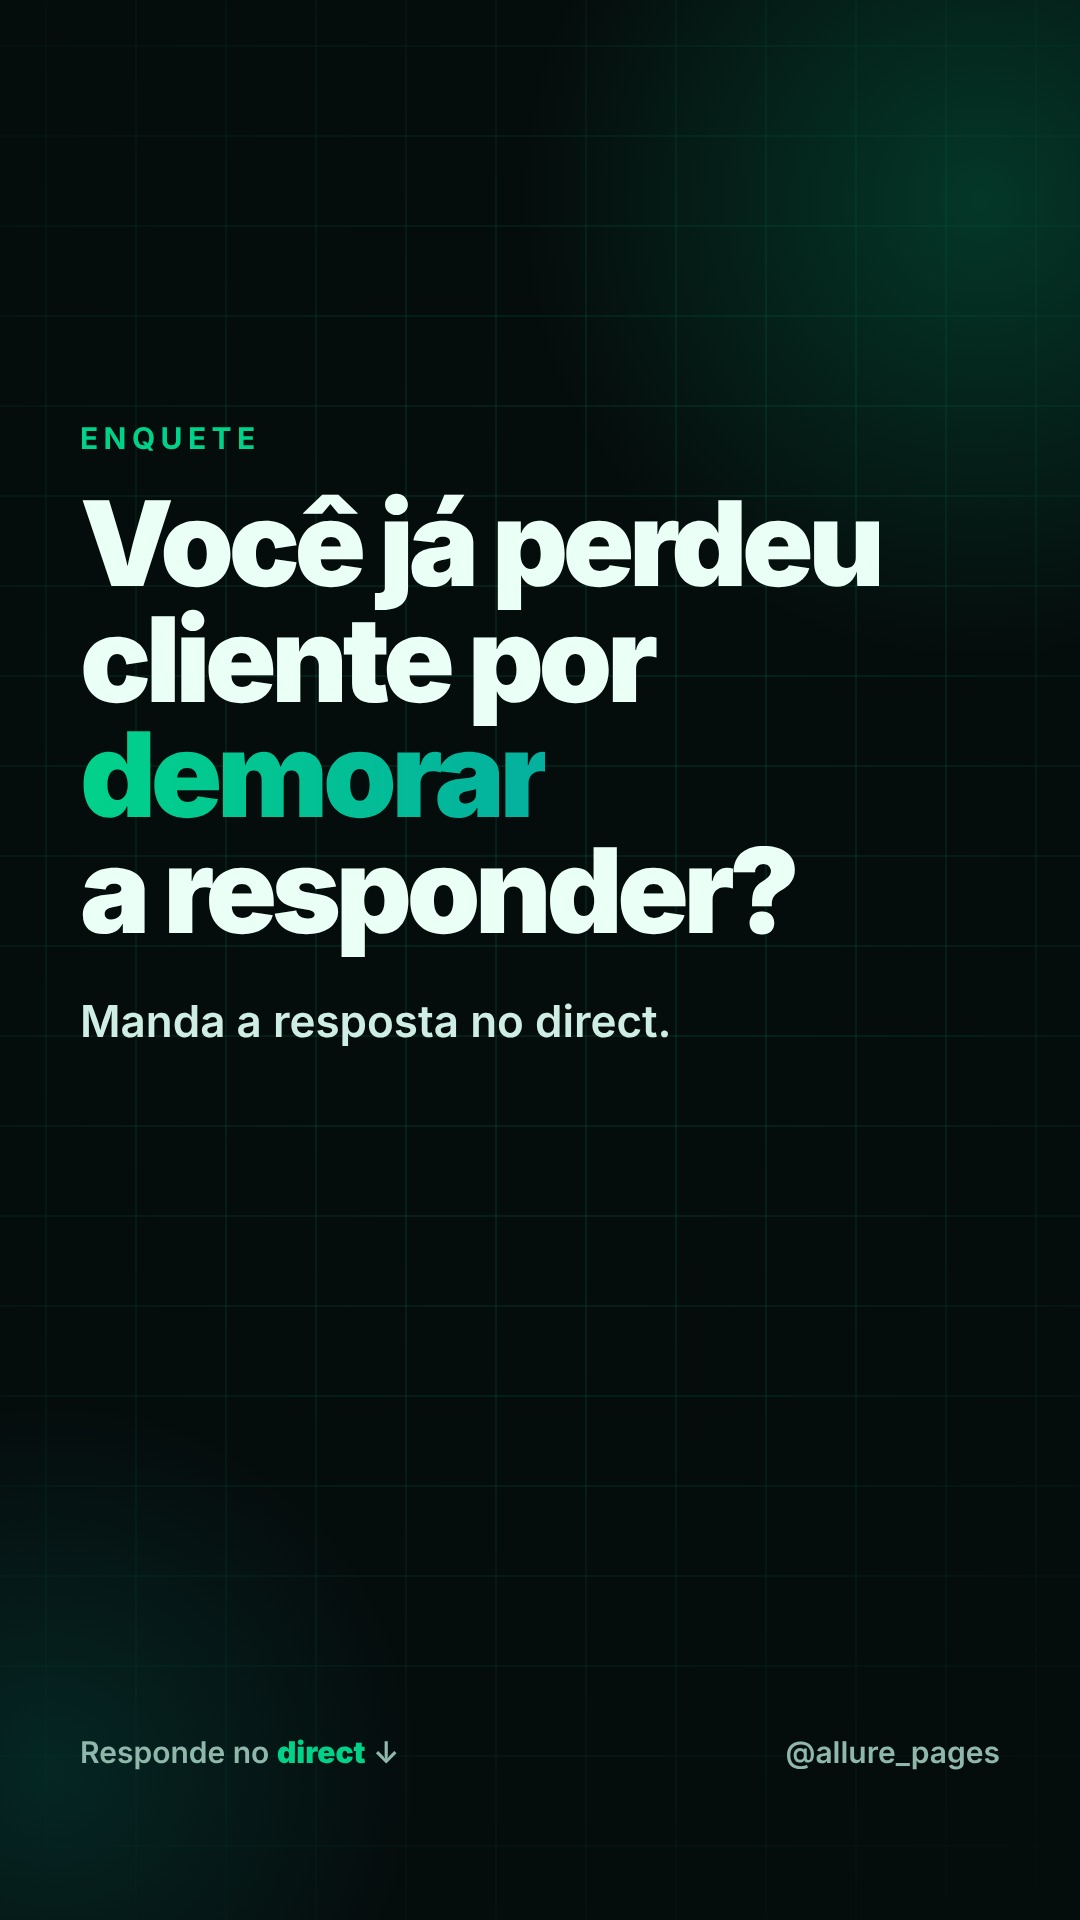 ENQUETE
Você já perdeu
cliente por
demorar
a responder?
Manda a resposta no direct.
Responde no direct ↓
@allure_pages